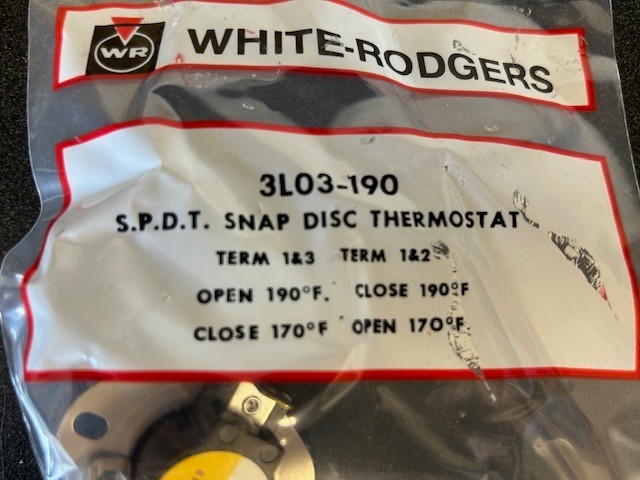 WR WHITE-RODGERS
3L03-190
S.P.D.T. SNAP DISC THERMOSTAT
TERM 1&3 TERM 1&2
OPEN 190°F. CLOSE 190°F
CLOSE 170°F OPEN 170°F